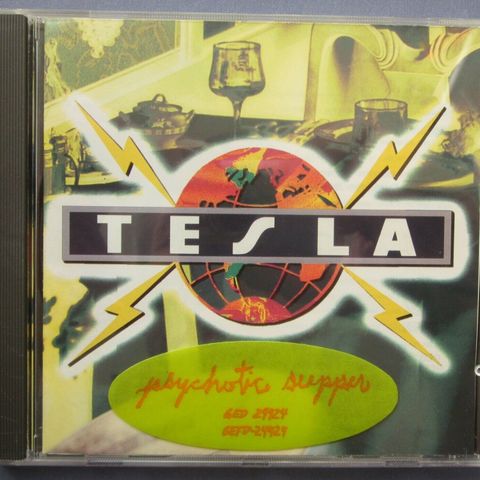 TESLA
psychotic supper
GED 24424
GEFD-24424